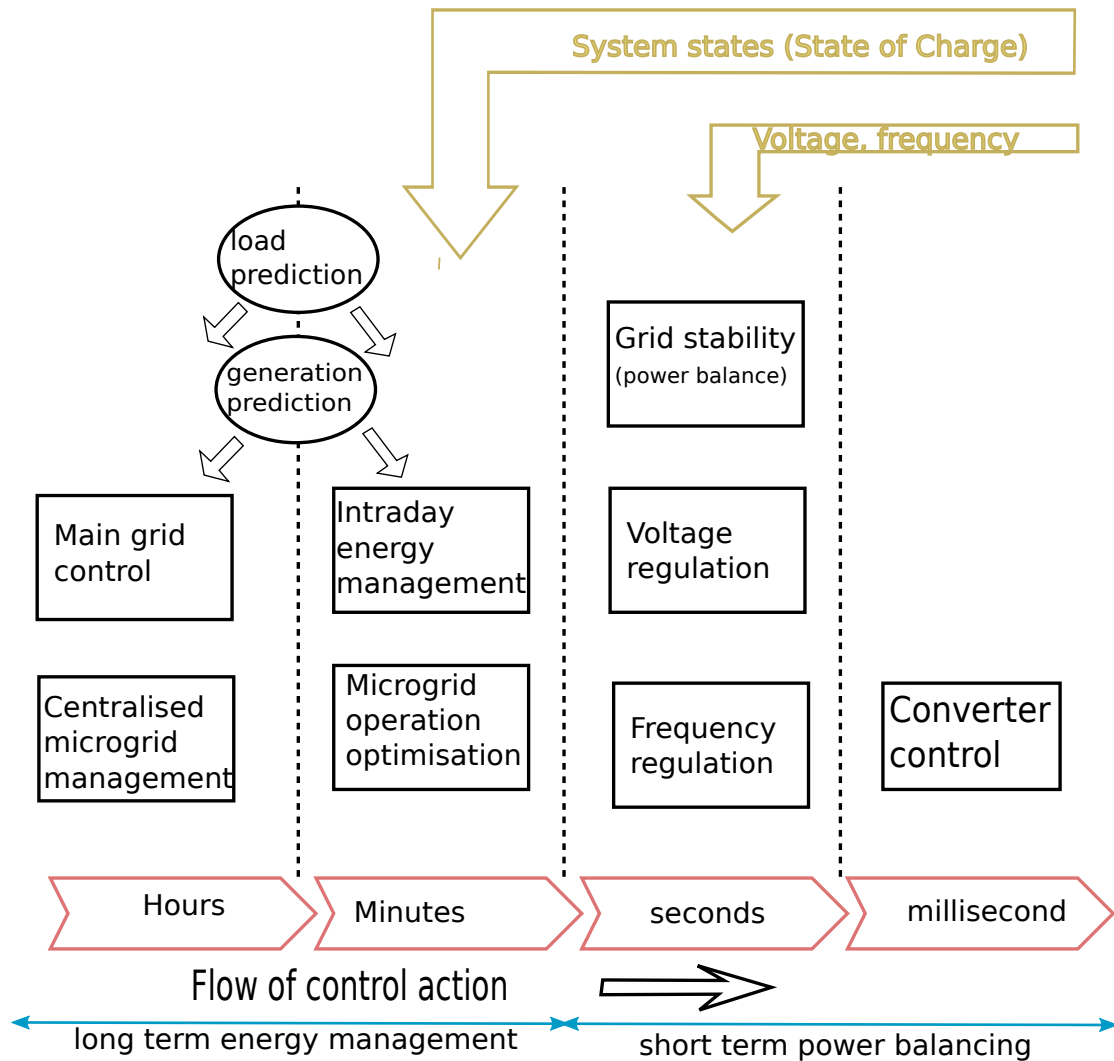 System states (State of Charge)
Voltage, frequency
load
prediction
generation
prediction
Grid stability
(power balance)
Main grid
control
Intraday
energy
management
Voltage
regulation
Centralised
microgrid
management
Microgrid
operation
optimisation
Frequency
regulation
Converter
control
Hours
Minutes
seconds
millisecond
Flow of control action
long term energy management
short term power balancing